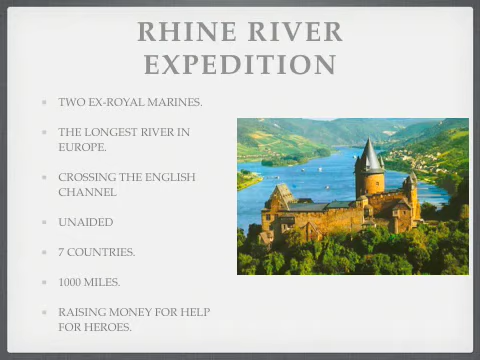 RHINE RIVER
EXPEDITION
TWO EX-ROYAL MARINES.
THE LONGEST RIVER IN
EUROPE.
CROSSING THE ENGLISH
CHANNEL
UNAIDED
7 COUNTRIES.
1000 MILES.
RAISING MONEY FOR HELP
FOR HEROES.